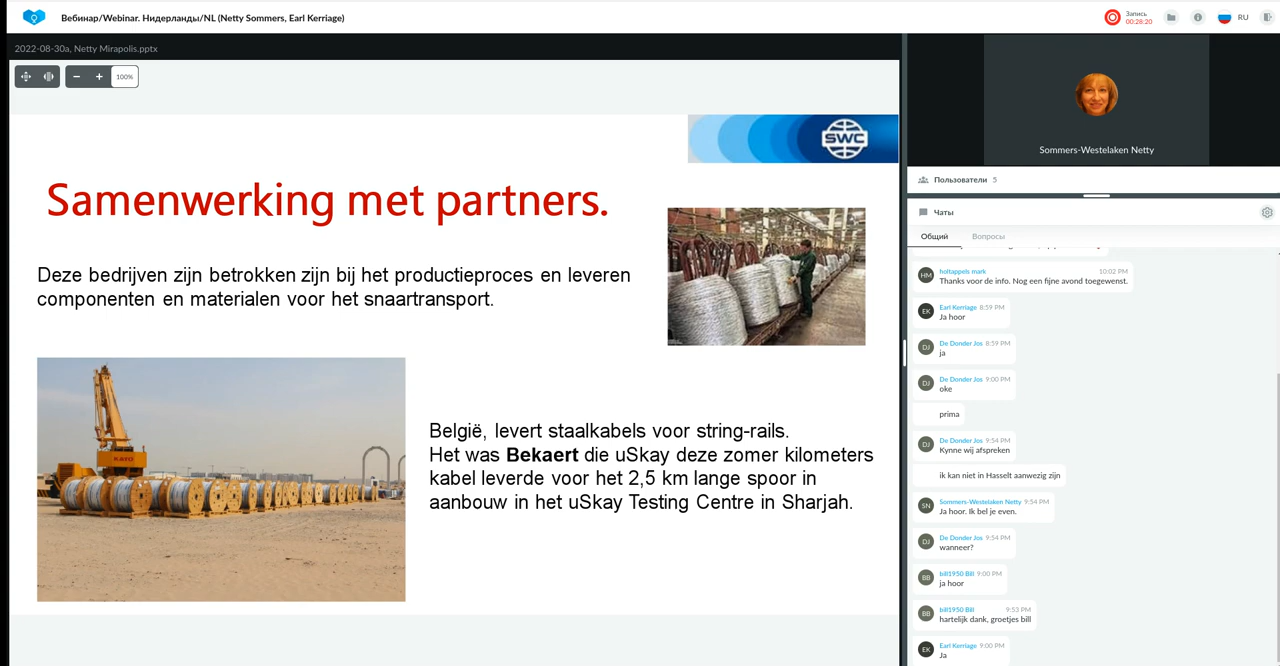 Вебинар/Webinar. Нидерланды/NL (Netty Sommers, Earl Kerriage)
Запись
00:28:20
RU
2022-08-30a, Netty Mirapolis.pptx
100%
SWC
Samenwerking met partners.
Deze bedrijven zijn betrokken zijn bij het productieproces en leveren
componenten en materialen voor het snaartransport.
KATO
België, levert staalkabels voor string-rails.
Het was Bekaert die uSkay deze zomer kilometers
kabel leverde voor het 2,5 km lange spoor in
aanbouw in het uSkay Testing Centre in Sharjah.
Sommers-Westelaken Netty
Пользователи 5
Чаты
Общий Вопросы
HM holtappels mark 10:02 PM
Thanks voor de info. Nog een fijne avond toegewenst.
EK Earl Kerriage 8:59 PM
Ja hoor
DJ De Donder Jos 8:59 PM
ja
DJ De Donder Jos 9:00 PM
oke
prima
DJ De Donder Jos 9:54 PM
Kynne wij afspreken
ik kan niet in Hasselt aanwezig zijn
SN Sommers-Westelaken Netty 9:54 PM
Ja hoor. Ik bel je even.
DJ De Donder Jos 9:54 PM
wanneer?
BB bill1950 Bill 9:00 PM
ja hoor
BB bill1950 Bill 9:53 PM
hartelijk dank, groetjes bill
EK Earl Kerriage 9:00 PM
Ja